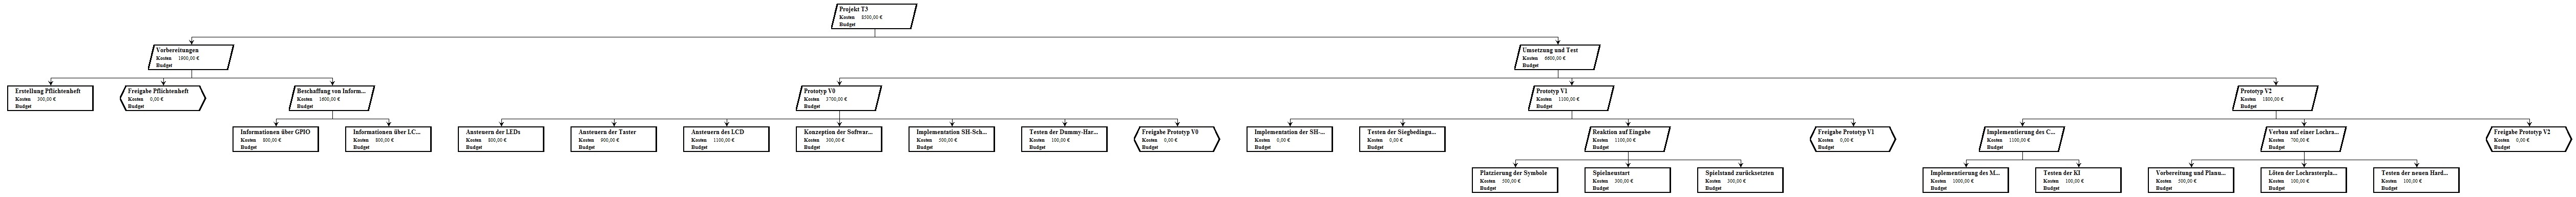 Projekt T3
Kosten 8500,00 €
Budget
Vorbereitungen
Kosten 1900,00 €
Budget
Umsetzung und Test
Kosten 6600,00 €
Budget
Erstellung Pflichtenheft
Kosten 300,00 €
Budget
Freigabe Pflichtenheft
Kosten 0,00 €
Budget
Beschaffung von Inform...
Kosten 1600,00 €
Budget
Prototyp V0
Kosten 3700,00 €
Budget
Prototyp V1
Kosten 1100,00 €
Budget
Prototyp V2
Kosten 1800,00 €
Budget
Informationen über GPIO
Kosten 800,00 €
Budget
Informationen über LC...
Kosten 800,00 €
Budget
Ansteuern der LEDs
Kosten 800,00 €
Budget
Ansteuern der Taster
Kosten 900,00 €
Budget
Ansteuern des LCD
Kosten 1100,00 €
Budget
Konzeption der Softwar...
Kosten 300,00 €
Budget
Implementation SH-Sch...
Kosten 500,00 €
Budget
Testen der Dummy-Har...
Kosten 100,00 €
Budget
Freigabe Prototyp V0
Kosten 0,00 €
Budget
Implementation der SH-...
Kosten 0,00 €
Budget
Testen der Siegbedingu...
Kosten 0,00 €
Budget
Reaktion auf Eingabe
Kosten 1100,00 €
Budget
Freigabe Prototyp V1
Kosten 0,00 €
Budget
Implementierung des C...
Kosten 1100,00 €
Budget
Verbau auf einer Lochra...
Kosten 700,00 €
Budget
Freigabe Prototyp V2
Kosten 0,00 €
Budget
Platzierung der Symbole
Kosten 500,00 €
Budget
Spielneustart
Kosten 300,00 €
Budget
Spielstand zurücksetzten
Kosten 300,00 €
Budget
Implementierung des M...
Kosten 1000,00 €
Budget
Testen der KI
Kosten 100,00 €
Budget
Vorbereitung und Planu...
Kosten 500,00 €
Budget
Löten der Lochrasterpla...
Kosten 100,00 €
Budget
Testen der neuen Hard...
Kosten 100,00 €
Budget